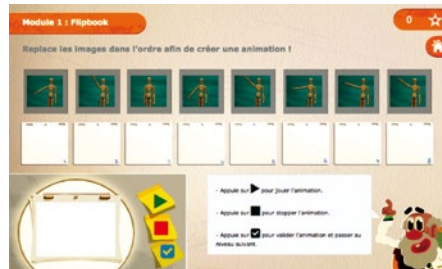 Module 1 : Flipbook
0
Replace les images dans l'ordre afin de créer une animation !
- Appuie sur pour jouer l'animation.
- Appuie sur pour stopper l'animation.
- Appuie sur pour valider l'animation et passer au
niveau suivant.